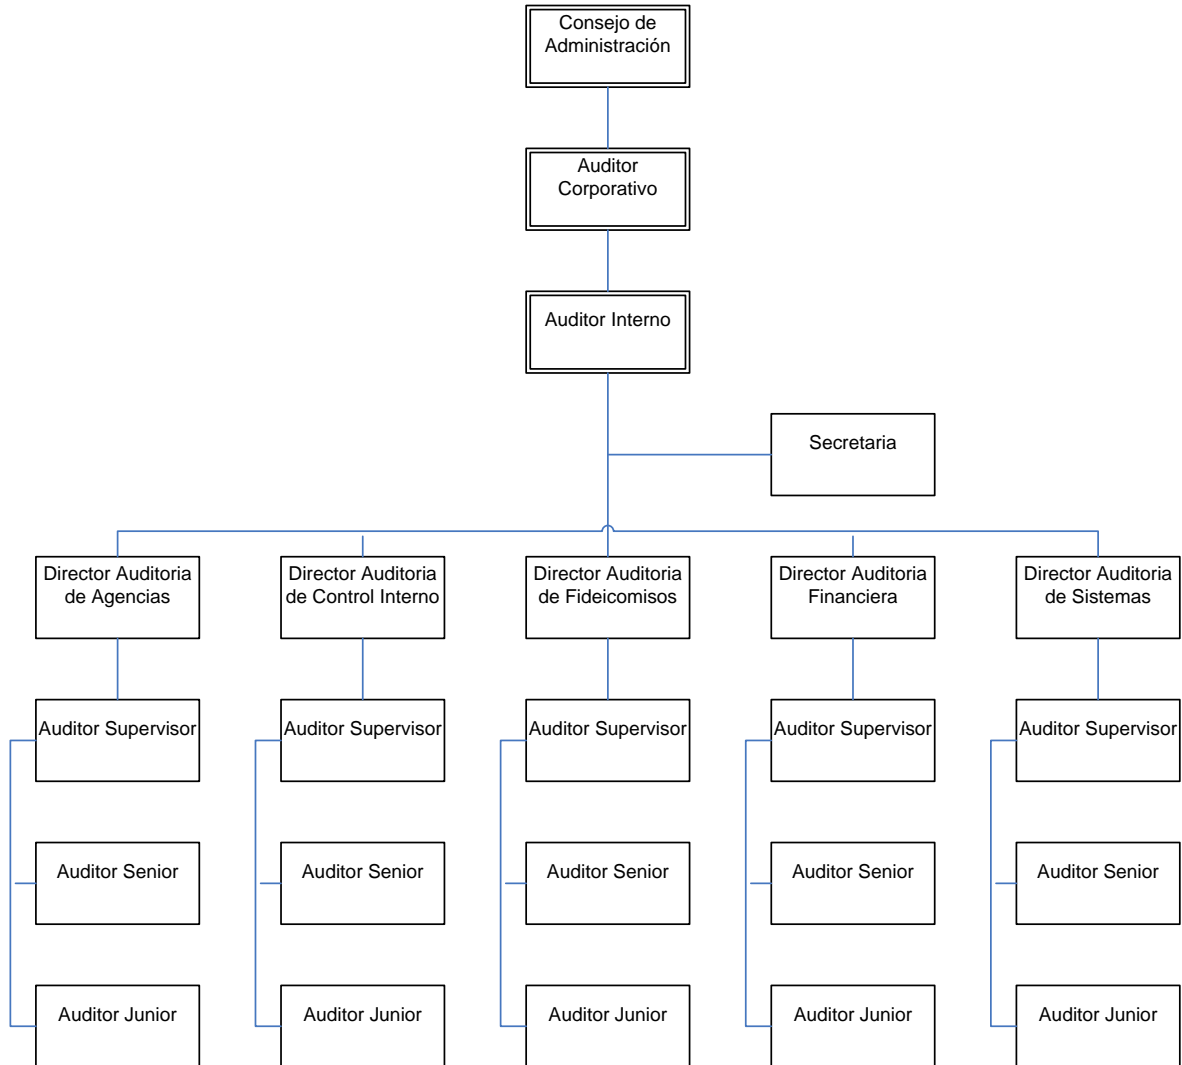 Consejo de
Administración
Auditor
Corporativo
Auditor Interno
Secretaria
Director Auditoria
de Agencias
Director Auditoria
de Control Interno
Director Auditoria
de Fideicomisos
Director Auditoria
Financiera
Director Auditoria
de Sistemas
Auditor Supervisor
Auditor Supervisor
Auditor Supervisor
Auditor Supervisor
Auditor Supervisor
Auditor Senior
Auditor Senior
Auditor Senior
Auditor Senior
Auditor Senior
Auditor Junior
Auditor Junior
Auditor Junior
Auditor Junior
Auditor Junior